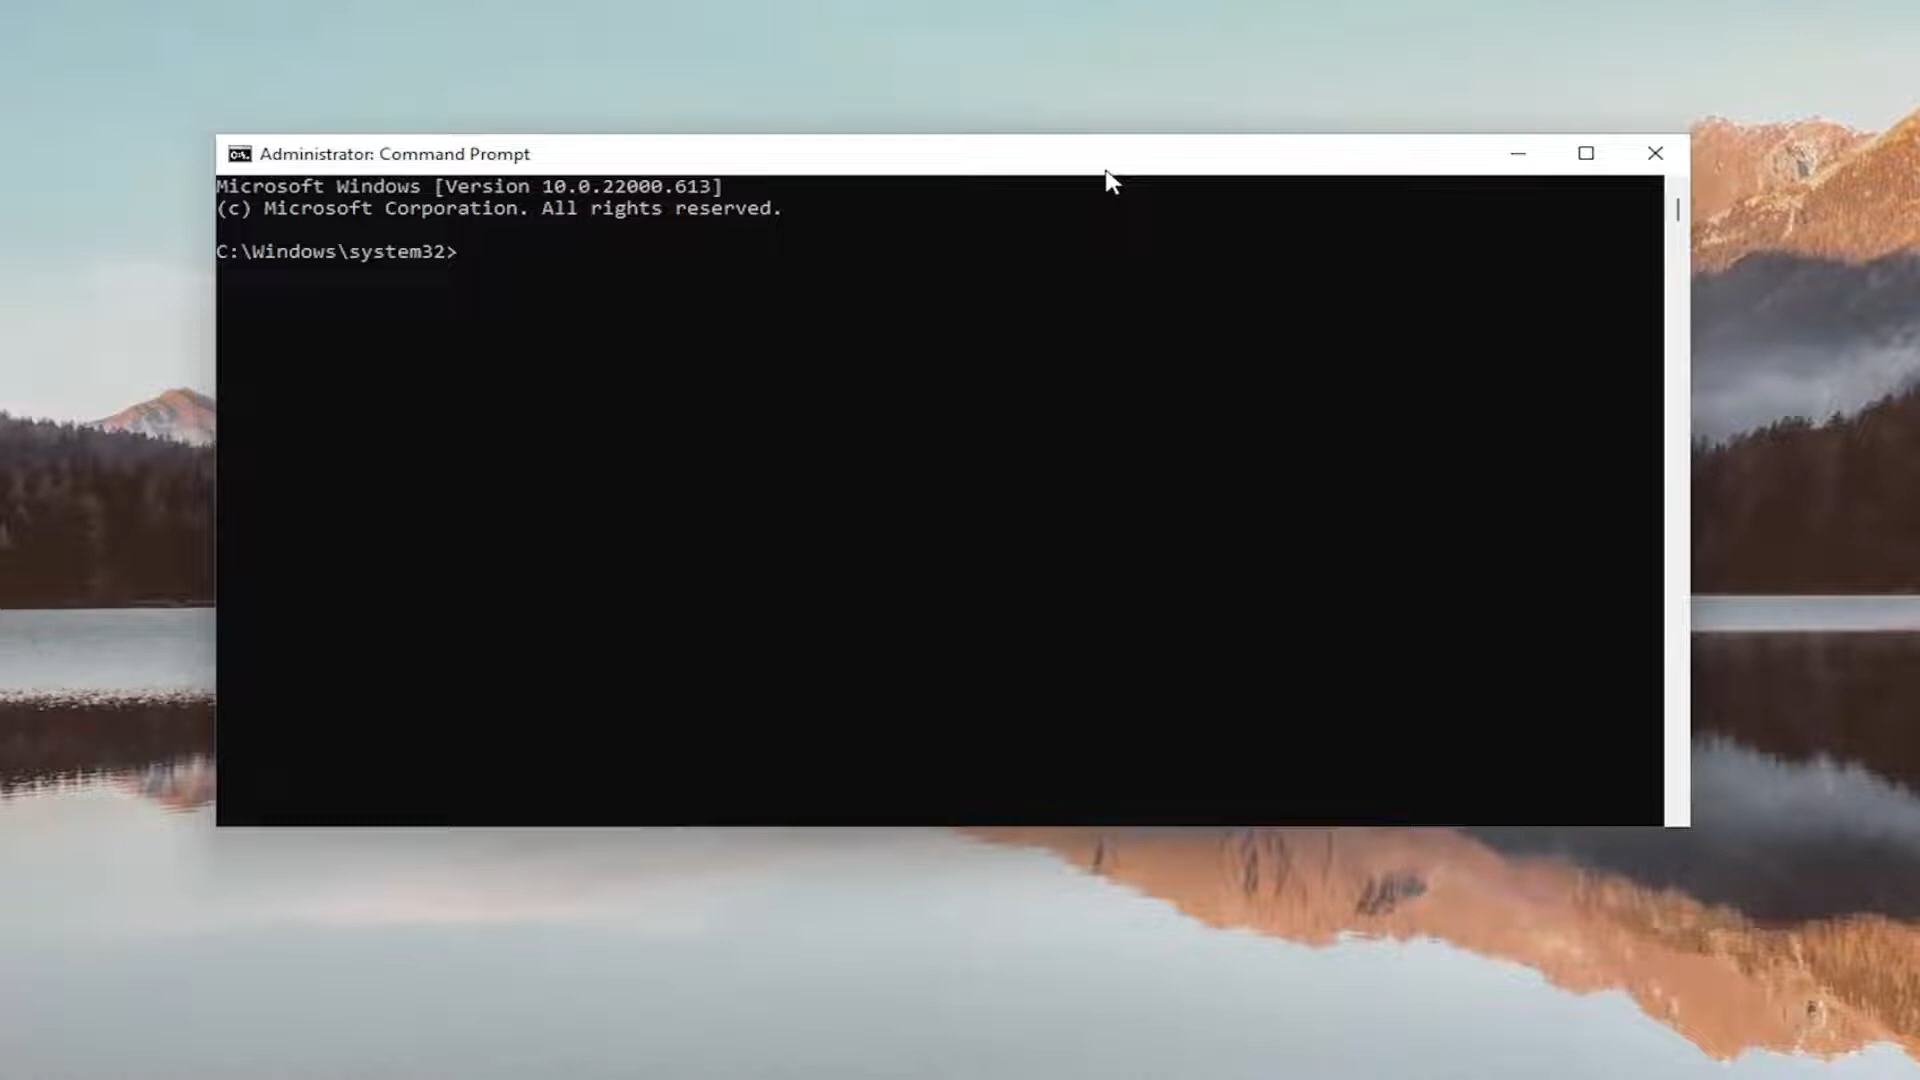 Administrator: Command Prompt
Microsoft Windows [Version 10.0.22000.613]
(c) Microsoft Corporation. All rights reserved.
C:\Windows\system32>